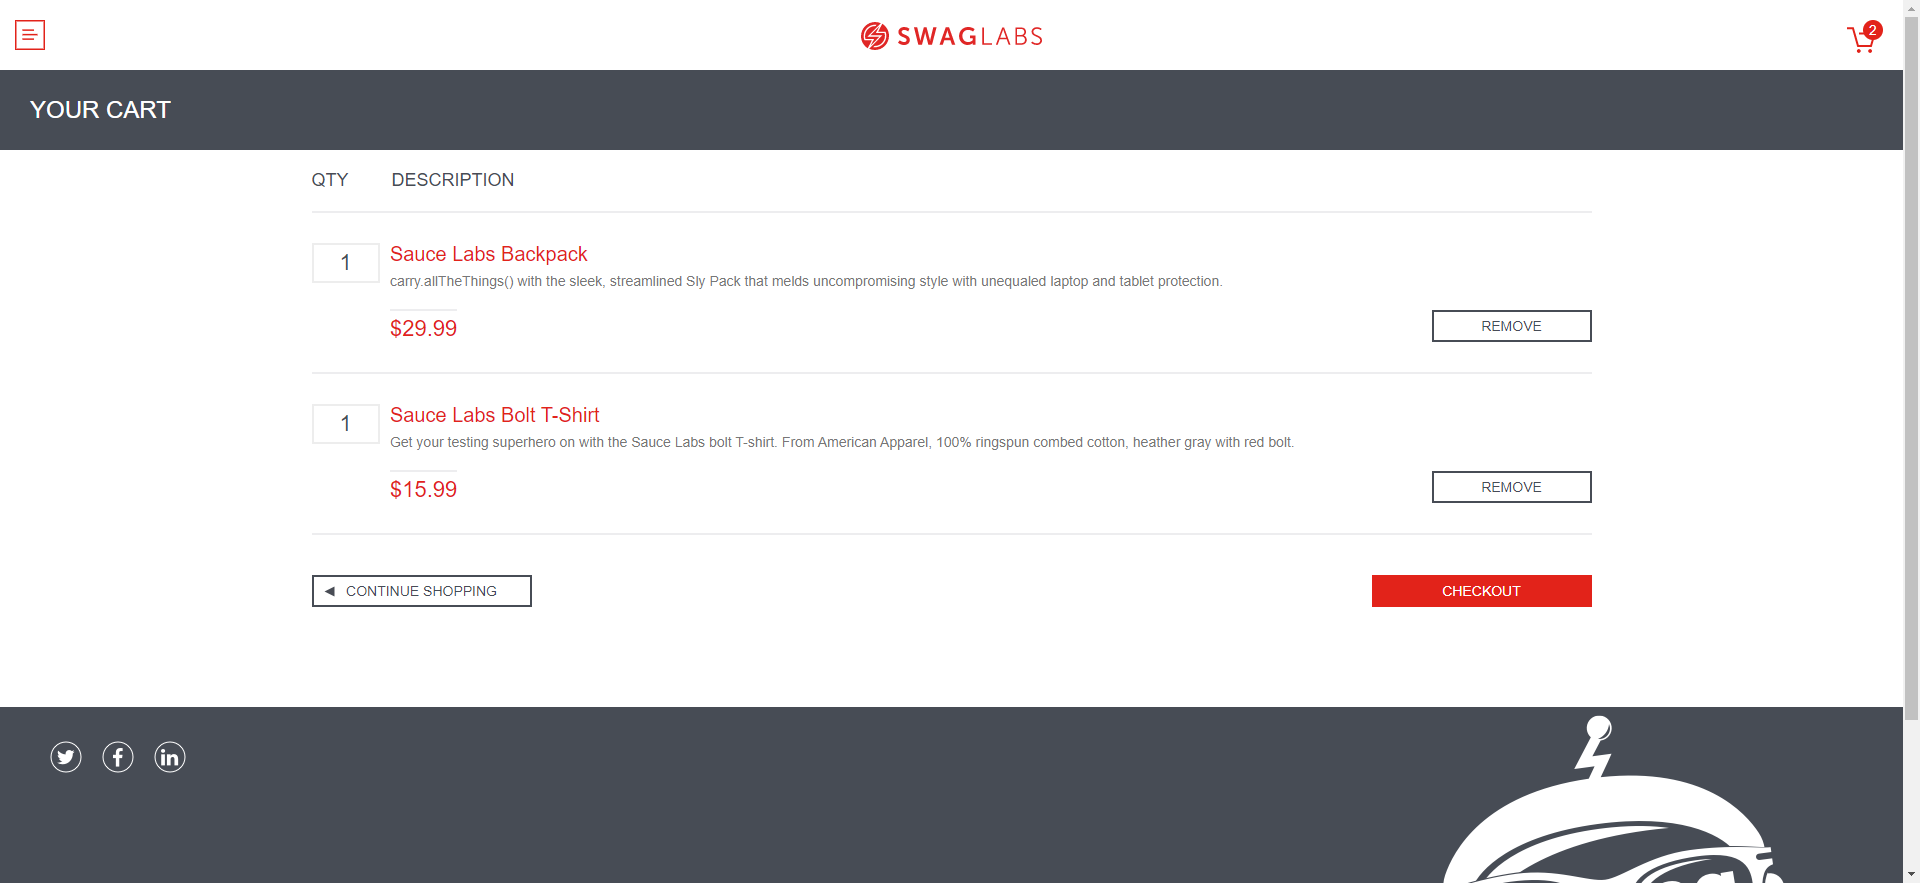 SWAGLABS
2
YOUR CART
QTY DESCRIPTION
1
Sauce Labs Backpack
carry.allTheThings() with the sleek, streamlined Sly Pack that melds uncompromising style with unequaled laptop and tablet protection.
$29.99
REMOVE
1
Sauce Labs Bolt T-Shirt
Get your testing superhero on with the Sauce Labs bolt T-shirt. From American Apparel, 100% ringspun combed cotton, heather gray with red bolt.
$15.99
REMOVE
CONTINUE SHOPPING
CHECKOUT
in